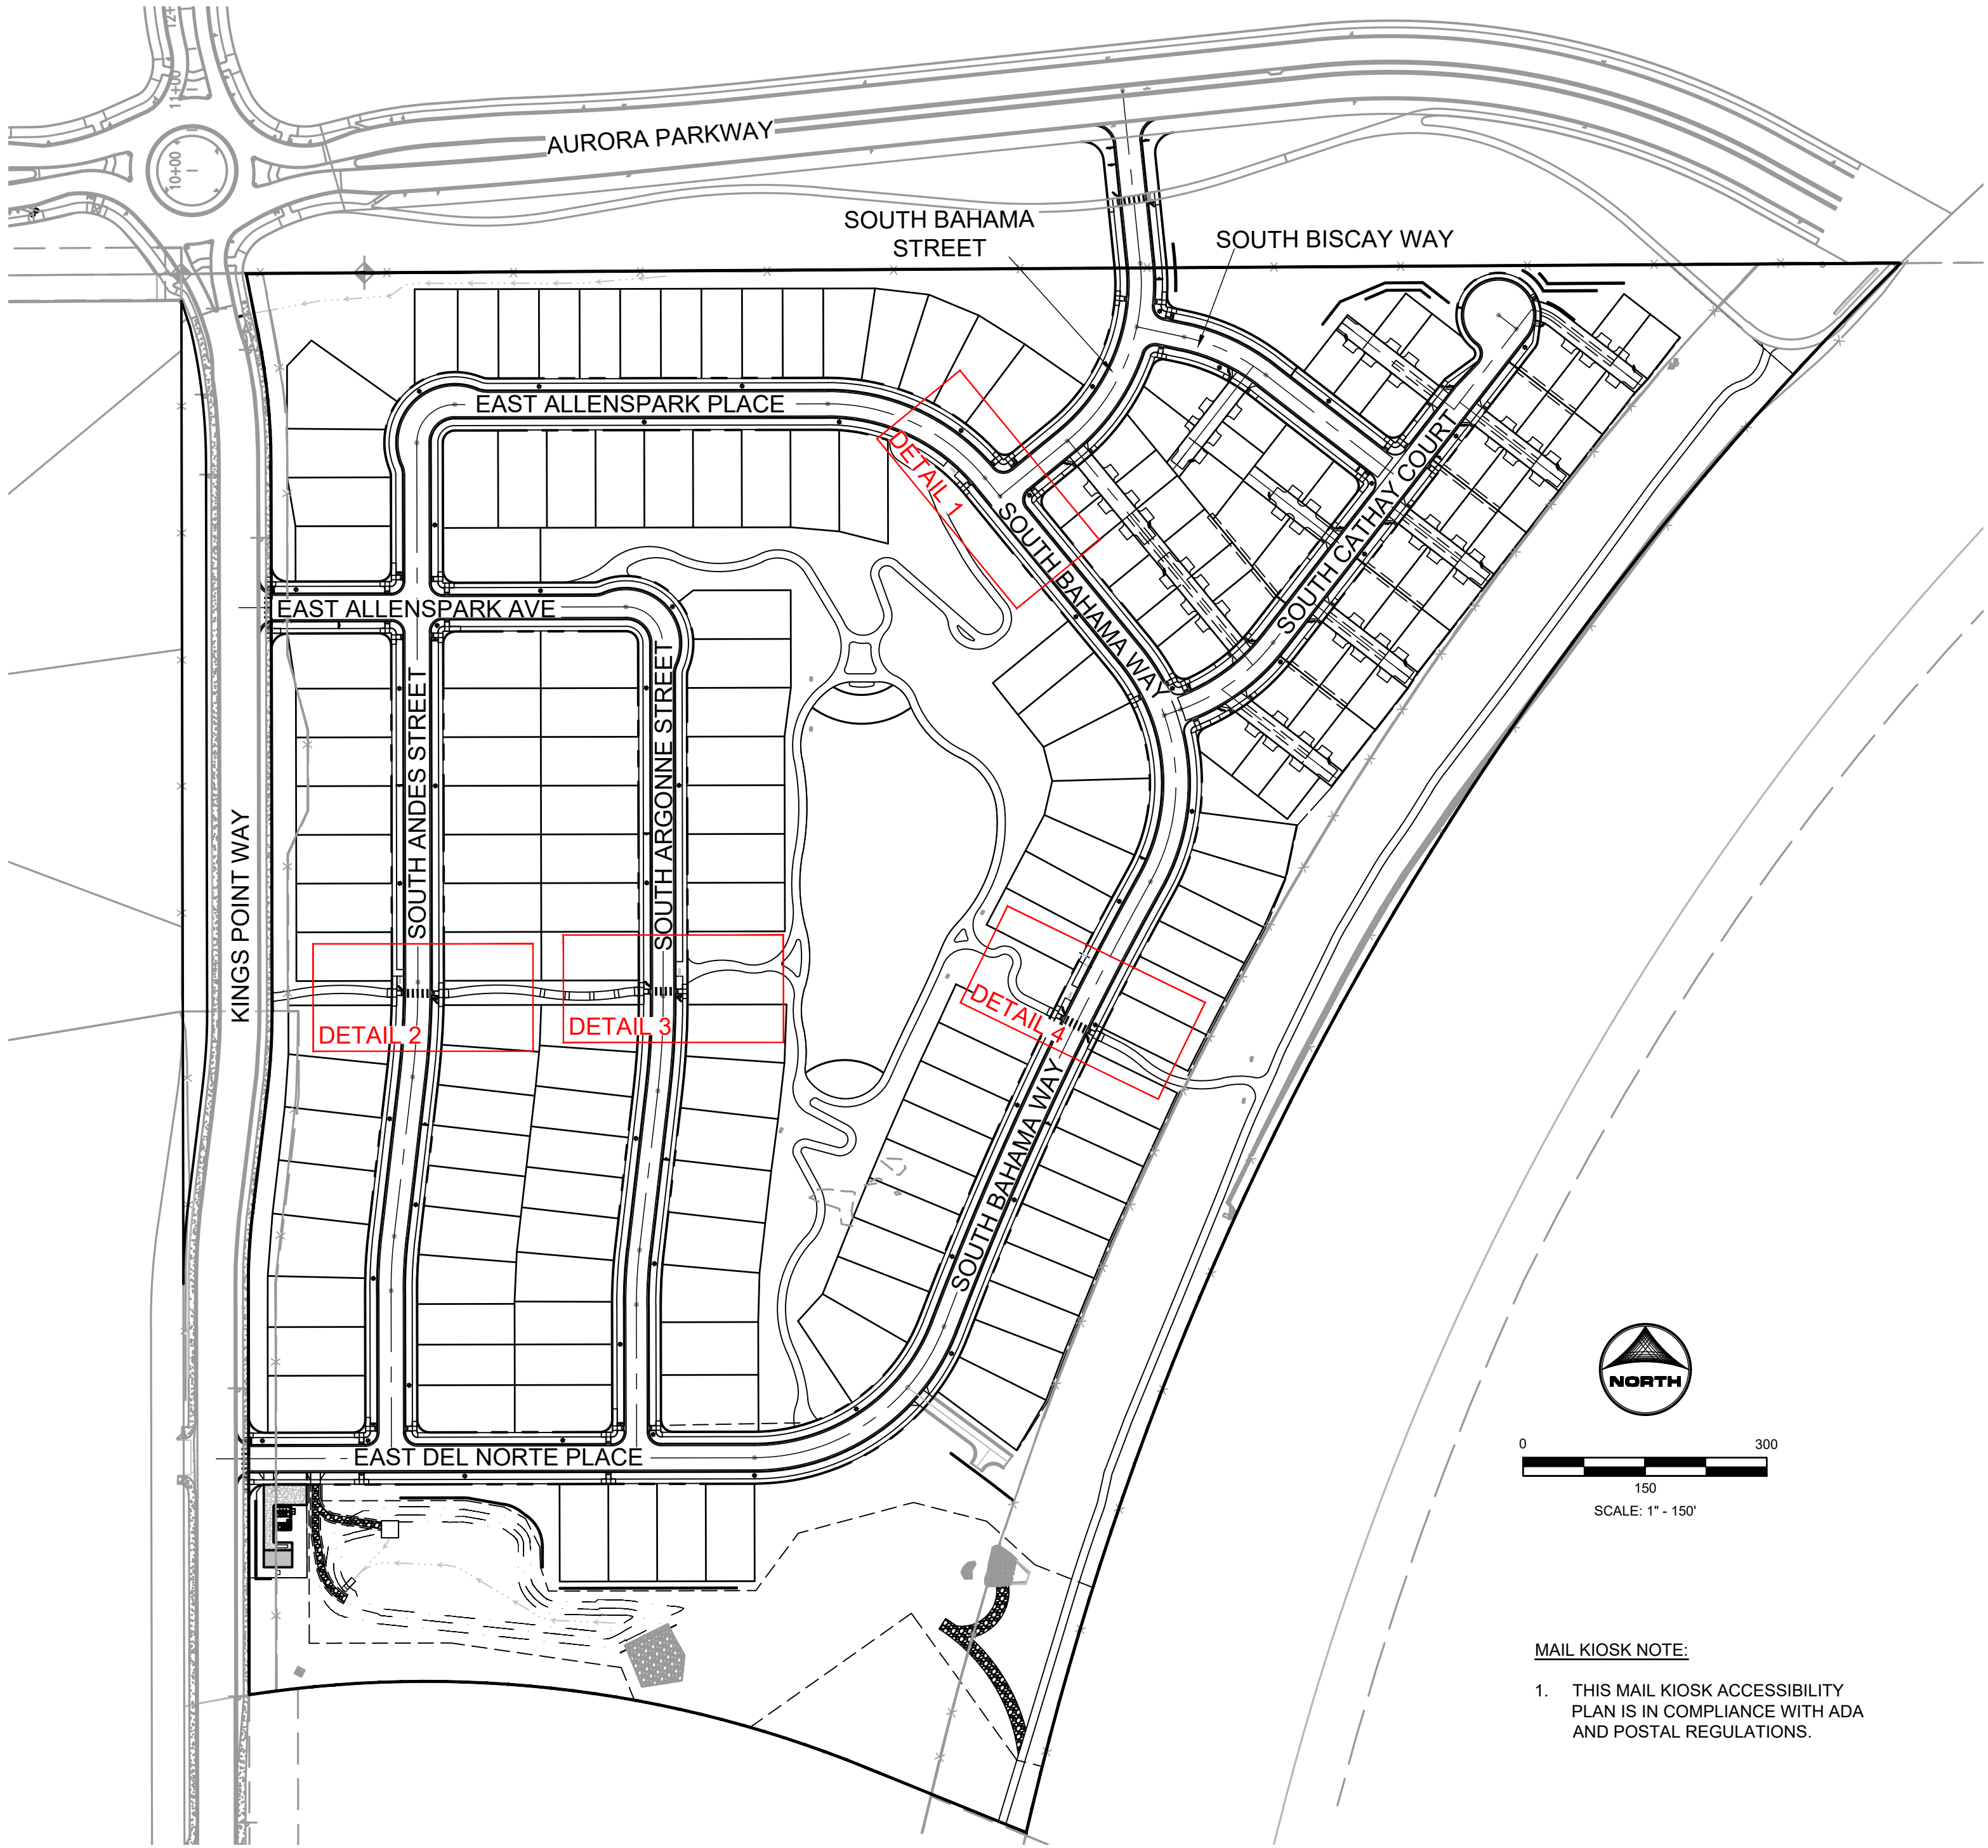 12+
11+00
10+00
AURORA PARKWAY
SOUTH BAHAMA
STREET
SOUTH BISCAY WAY
EAST ALLENSPARK PLACE
DETAIL 1
SOUTH BAHAMA WAY
SOUTH CATHAY COURT
EAST ALLENSPARK AVE
SOUTH ANDES STREET
SOUTH ARGONNE STREET
KINGS POINT WAY
DETAIL 2
DETAIL 3
DETAIL 4
SOUTH BAHAMA WAY
EAST DEL NORTE PLACE
NORTH
0 300
150
SCALE: 1" - 150'
MAIL KIOSK NOTE:
1. THIS MAIL KIOSK ACCESSIBILITY
PLAN IS IN COMPLIANCE WITH ADA
AND POSTAL REGULATIONS.